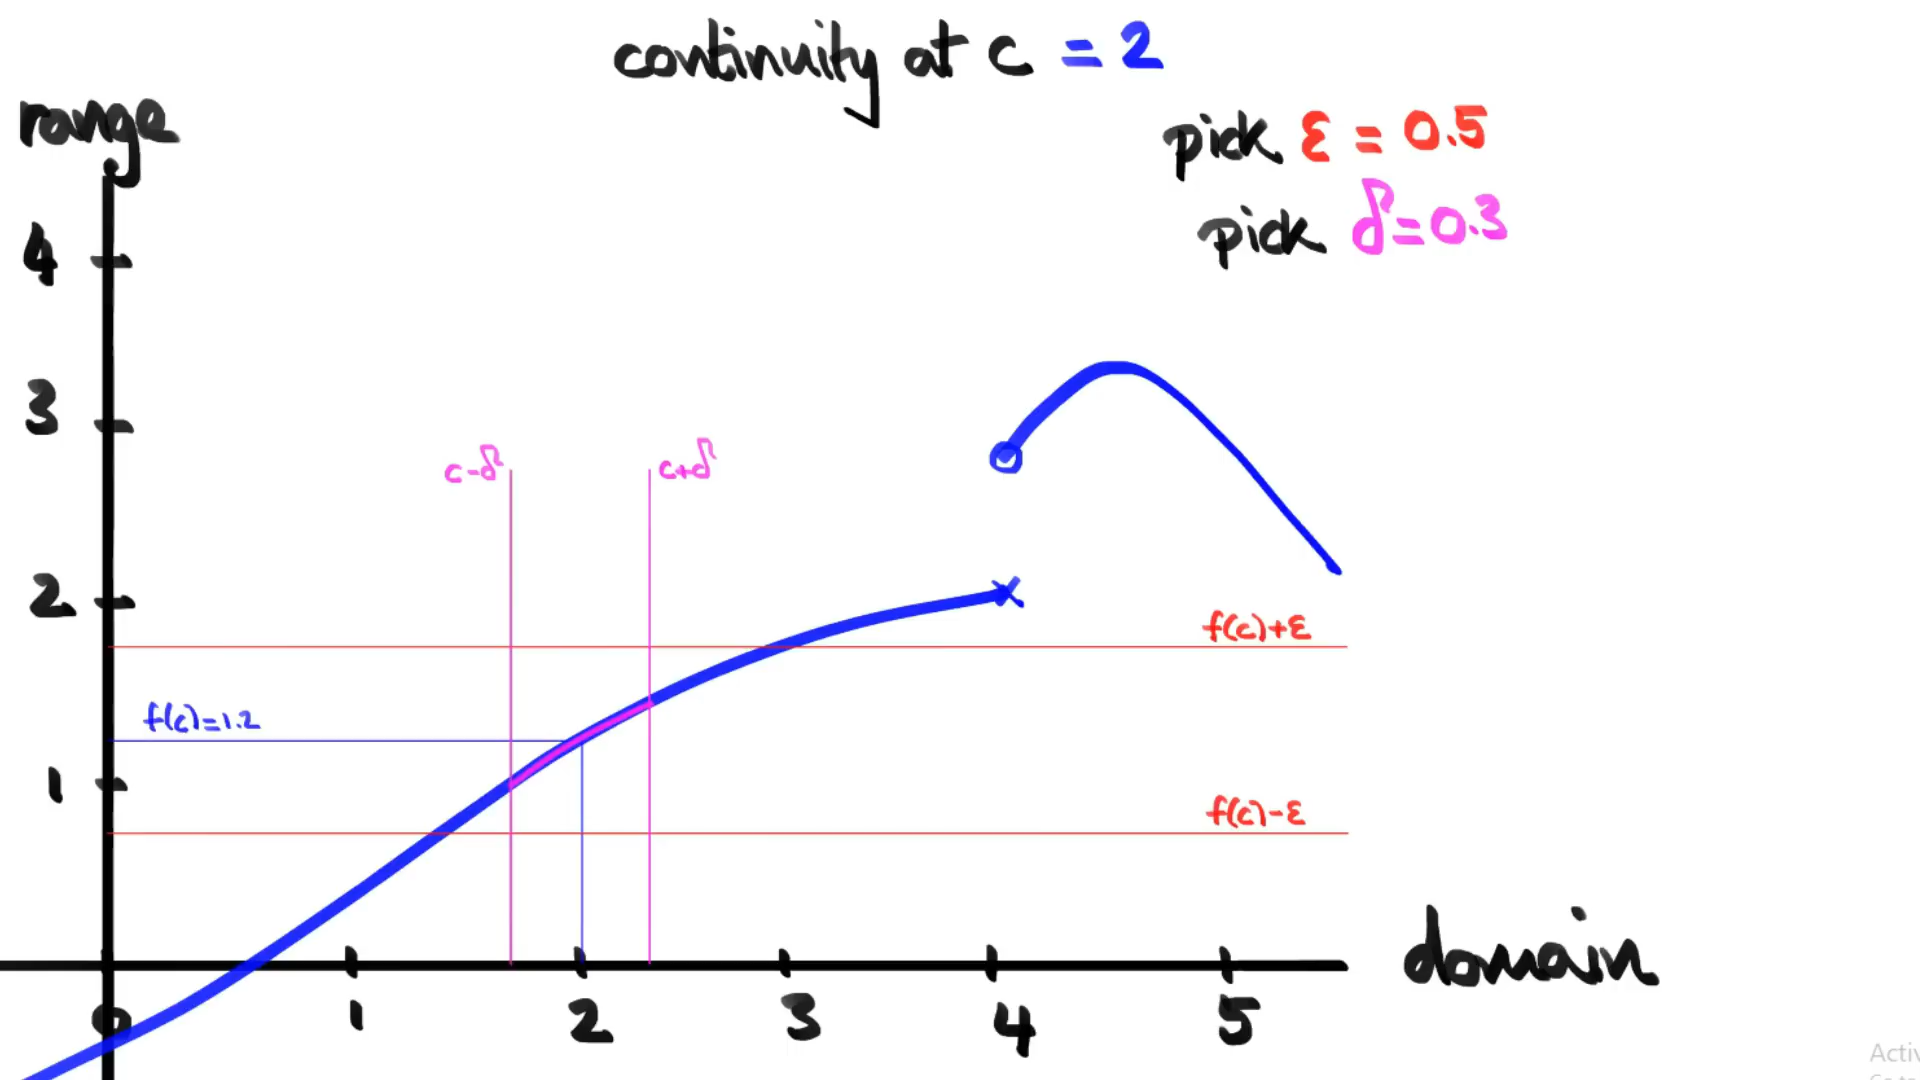 continuity at c = 2
range
pick ε = 0.5
pick δ = 0.3
4
3
c-δ
c+δ
2
f(c)+ε
f(c)=1.2
1
f(c)-ε
domain
0 1 2 3 4 5
Activ